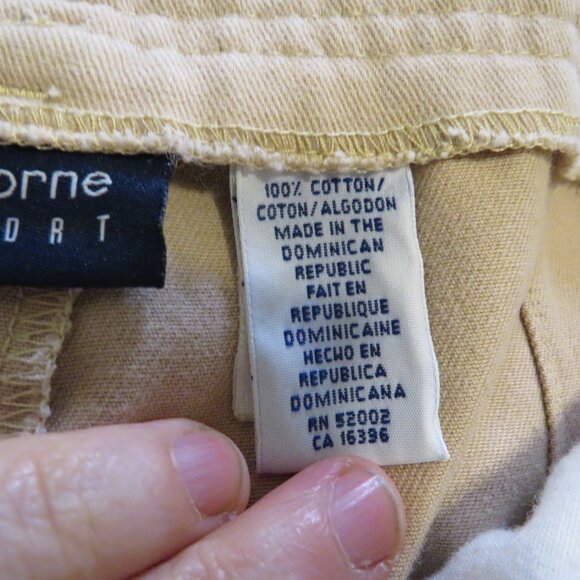 orne
ORT
100% COTTON/
COTON/ALGODON
MADE IN THE
DOMINICAN
REPUBLIC
FAIT EN
REPUBLIQUE
DOMINICAINE
HECHO EN
REPUBLICA
DOMINICANA
RN 52002
CA 16396